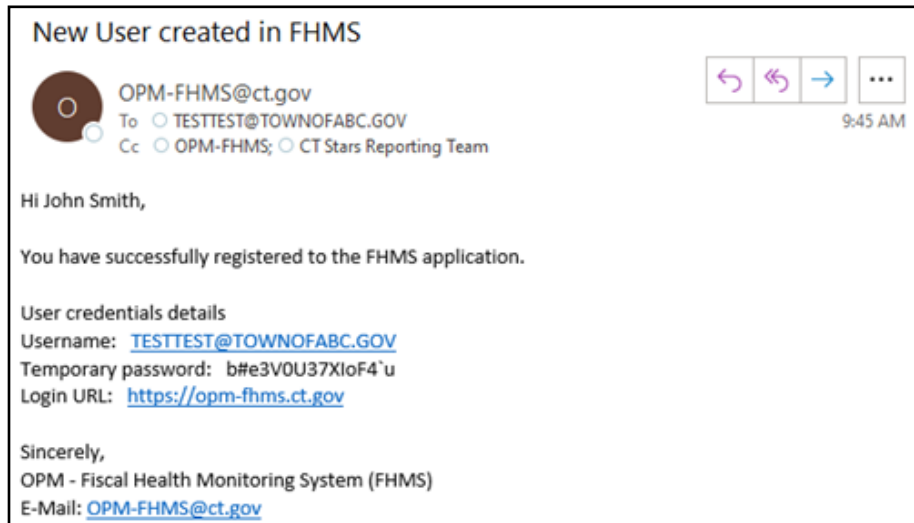 New User created in FHMS
O
OPM-FHMS@ct.gov
To TESTTEST@TOWNOFABC.GOV
Cc OPM-FHMS; CT Stars Reporting Team
9:45 AM
Hi John Smith,
You have successfully registered to the FHMS application.
User credentials details
Username: TESTTEST@TOWNOFABC.GOV
Temporary password: b#e3V0U37XIoF4`u
Login URL: https://opm-fhms.ct.gov
Sincerely,
OPM - Fiscal Health Monitoring System (FHMS)
E-Mail: OPM-FHMS@ct.gov